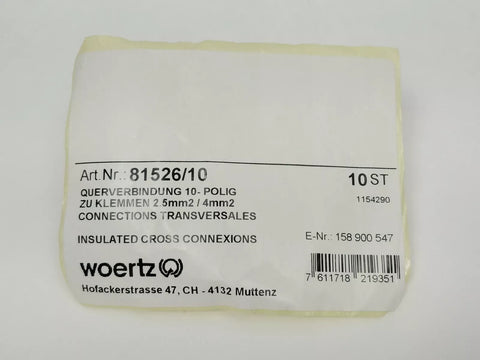 Art.Nr.: 81526/10 10 ST
QUERVERBINDUNG 10- POLIG
ZU KLEMMEN 2.5mm2 / 4mm2 1154290
CONNECTIONS TRANSVERSALES
INSULATED CROSS CONNEXIONS E-Nr.: 158 900 547
woertz
Hofackerstrasse 47, CH - 4132 Muttenz
7 611718 219351